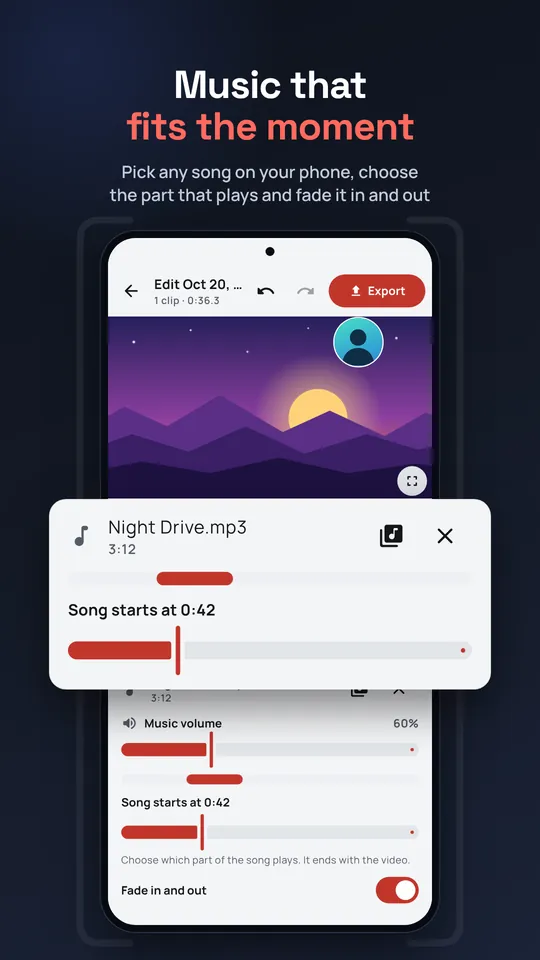 Music that
fits the moment
Pick any song on your phone, choose
the part that plays and fade it in and out
Edit Oct 20, ...
1 clip · 0:36.3
Export
Night Drive.mp3
3:12
Song starts at 0:42
3:12
Music volume
60%
Song starts at 0:42
Choose which part of the song plays. It ends with the video.
Fade in and out